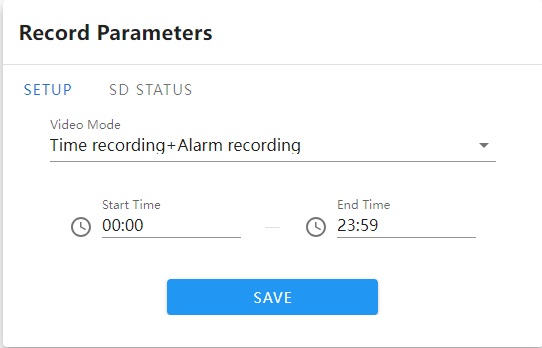 Record Parameters
SETUP SD STATUS
Video Mode
Time recording+Alarm recording
Start Time End Time
00:00 — 23:59
SAVE